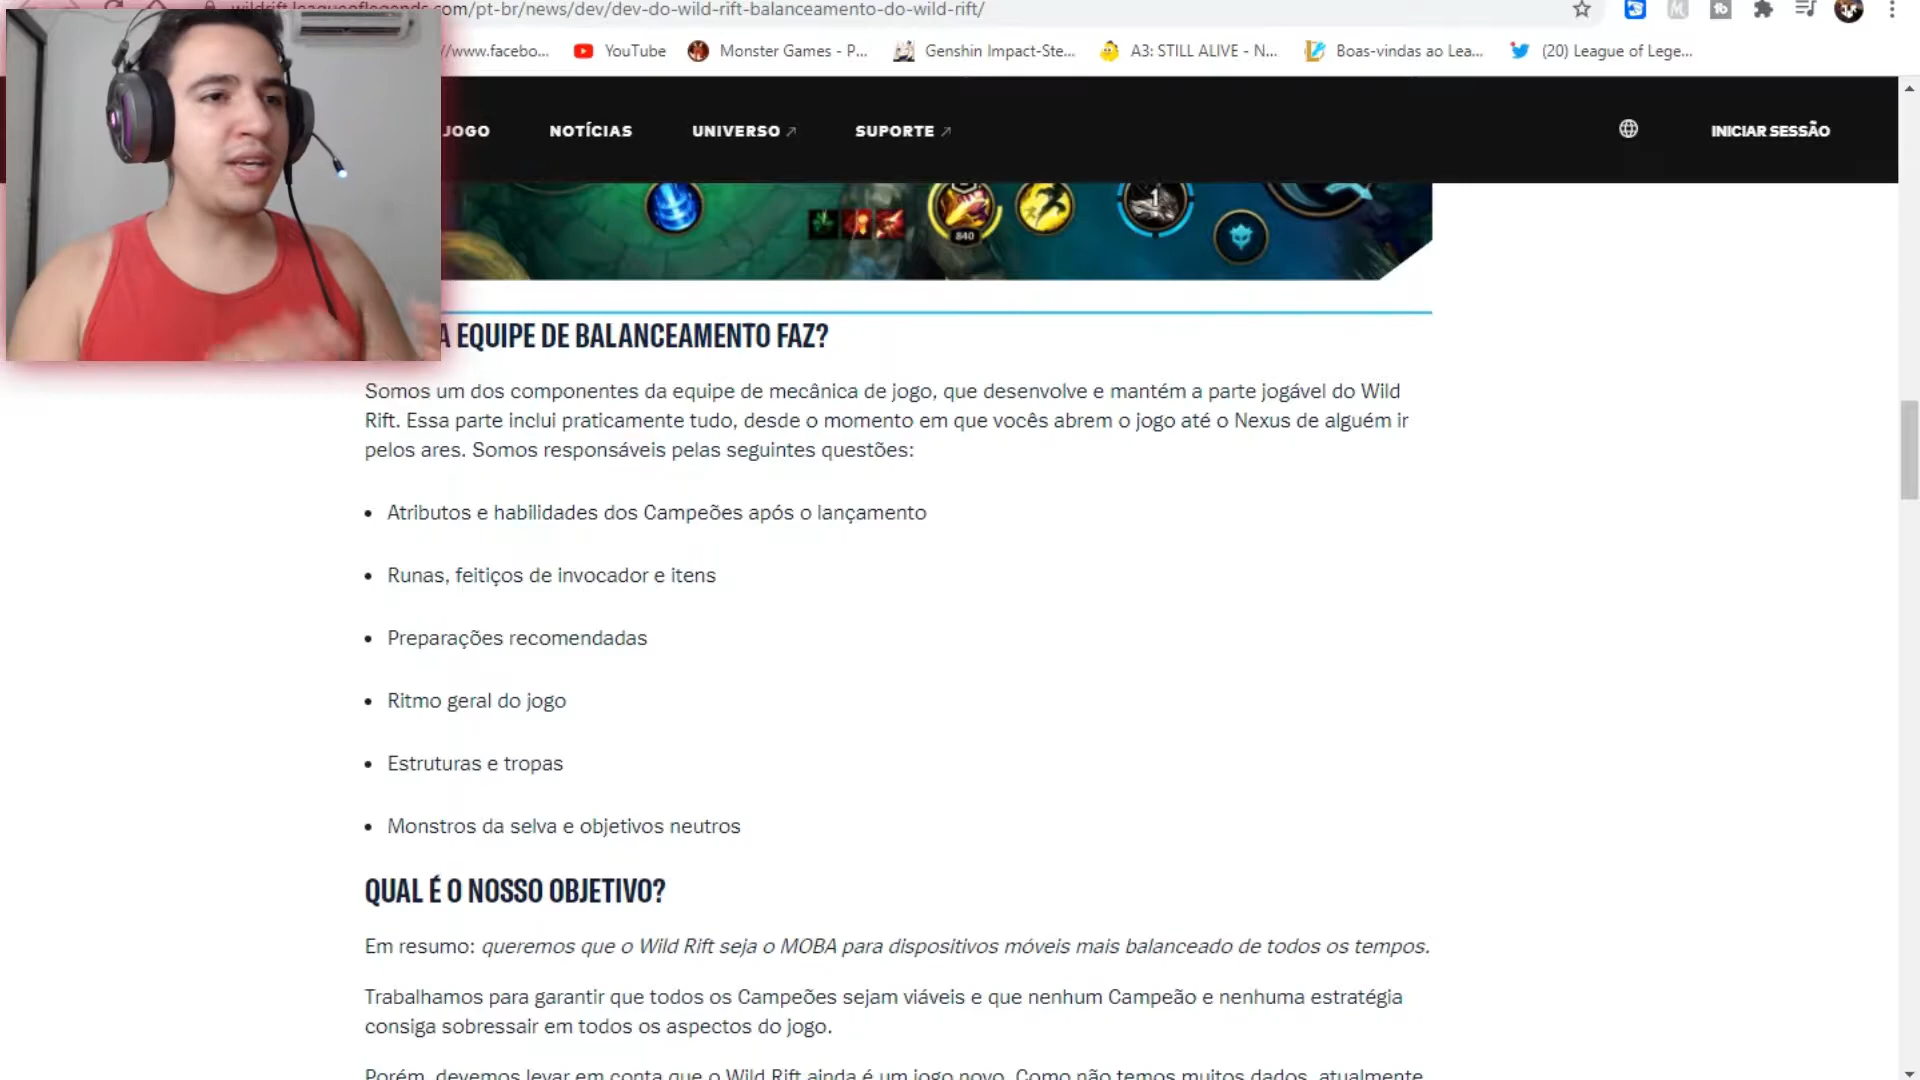 wildrift.leagueoflegends.com/pt-br/news/dev/dev-do-wild-rift-balanceamento-do-wild-rift/
//www.facebo... YouTube Monster Games - P... Genshin Impact-Ste... A3: STILL ALIVE - N... Boas-vindas ao Lea... (20) League of Lege...
JOGO NOTÍCIAS UNIVERSO SUPORTE INICIAR SESSÃO
1
840
A EQUIPE DE BALANCEAMENTO FAZ?
Somos um dos componentes da equipe de mecânica de jogo, que desenvolve e mantém a parte jogável do Wild
Rift. Essa parte inclui praticamente tudo, desde o momento em que vocês abrem o jogo até o Nexus de alguém ir
pelos ares. Somos responsáveis pelas seguintes questões:
• Atributos e habilidades dos Campeões após o lançamento
• Runas, feitiços de invocador e itens
• Preparações recomendadas
• Ritmo geral do jogo
• Estruturas e tropas
• Monstros da selva e objetivos neutros
QUAL É O NOSSO OBJETIVO?
Em resumo: queremos que o Wild Rift seja o MOBA para dispositivos móveis mais balanceado de todos os tempos.
Trabalhamos para garantir que todos os Campeões sejam viáveis e que nenhum Campeão e nenhuma estratégia
consiga sobressair em todos os aspectos do jogo.
Porém, devemos levar em conta que o Wild Rift ainda é um jogo novo. Como não temos muitos dados, atualmente